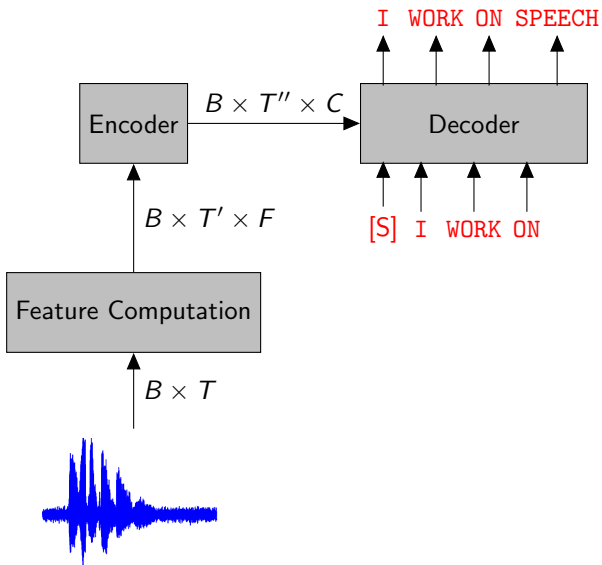 I WORK ON SPEECH
Encoder
B × T′′ × C
Decoder
B × T′ × F
[S] I WORK ON
Feature Computation
B × T